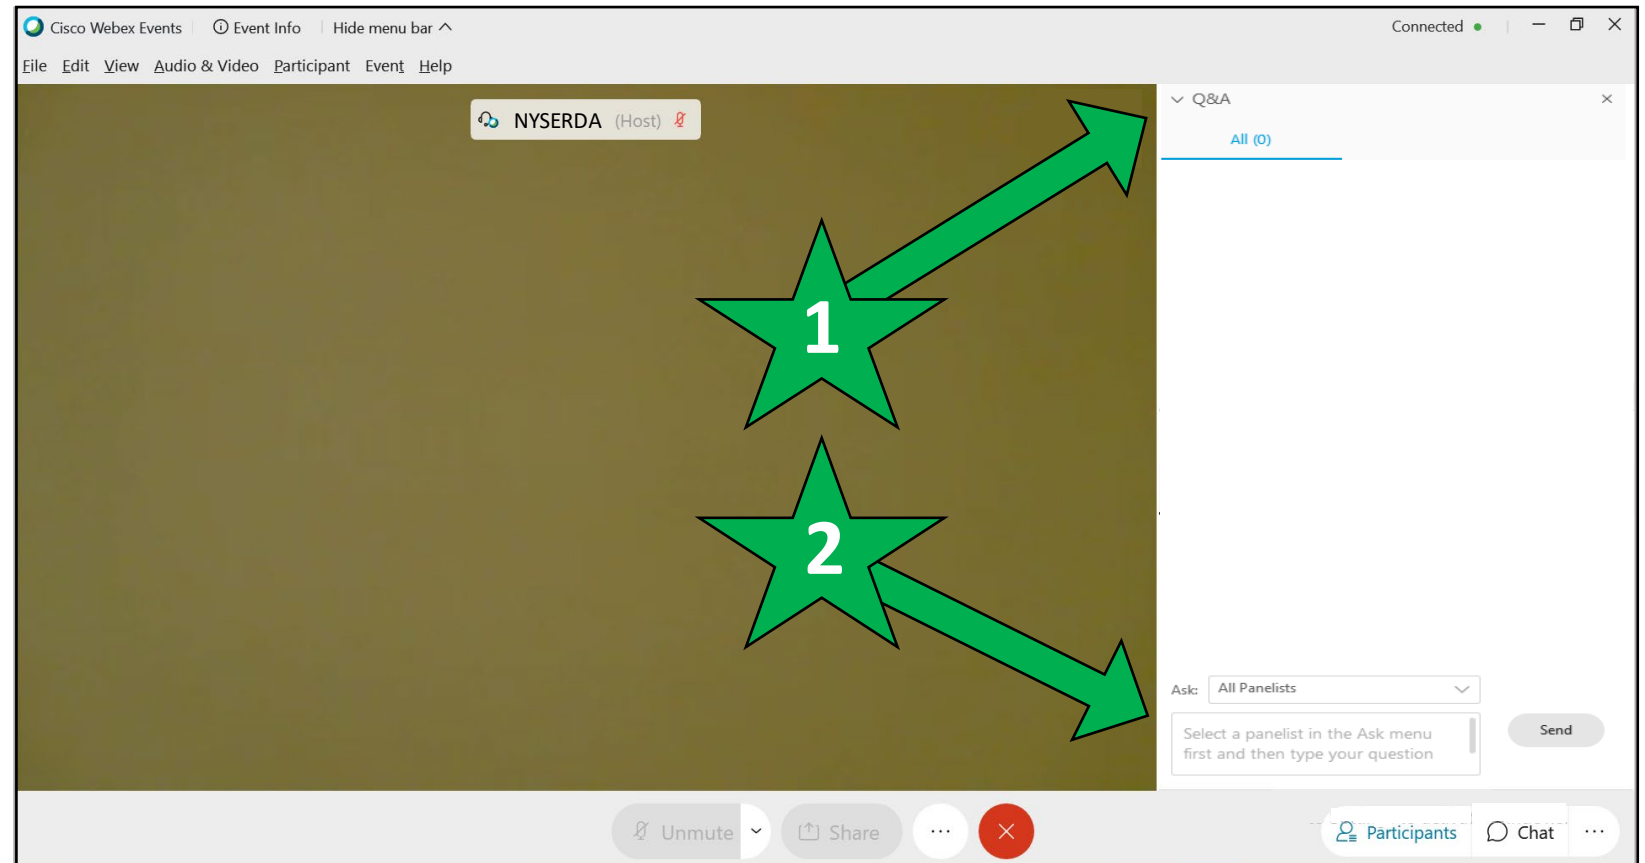 Cisco Webex Events Event Info Hide menu bar Connected
File Edit View Audio & Video Participant Event Help
NYSERDA (Host)
Q&A
All (0)
1
2
Ask: All Panelists
Select a panelist in the Ask menu
first and then type your question
Send
Unmute Share ... Participants Chat ...